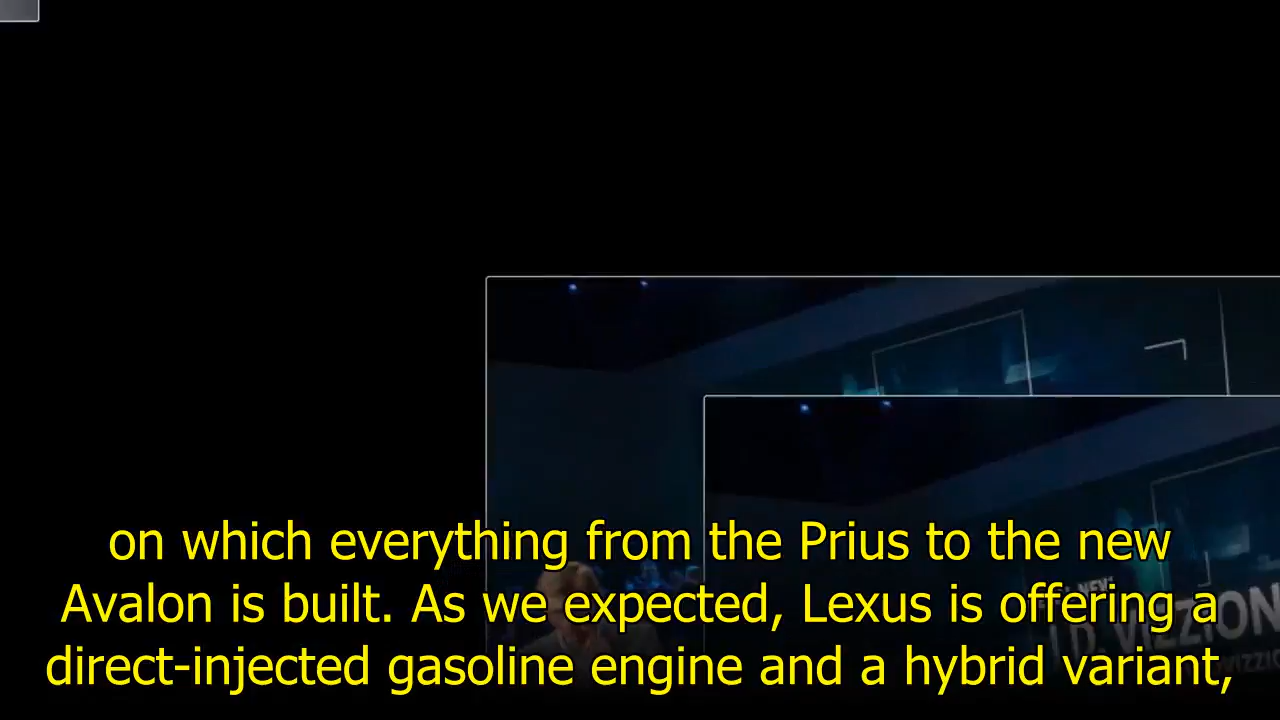 on which everything from the Prius to the new
Avalon is built. As we expected, Lexus is offering a
direct-injected gasoline engine and a hybrid variant,
I.D. VIZZION